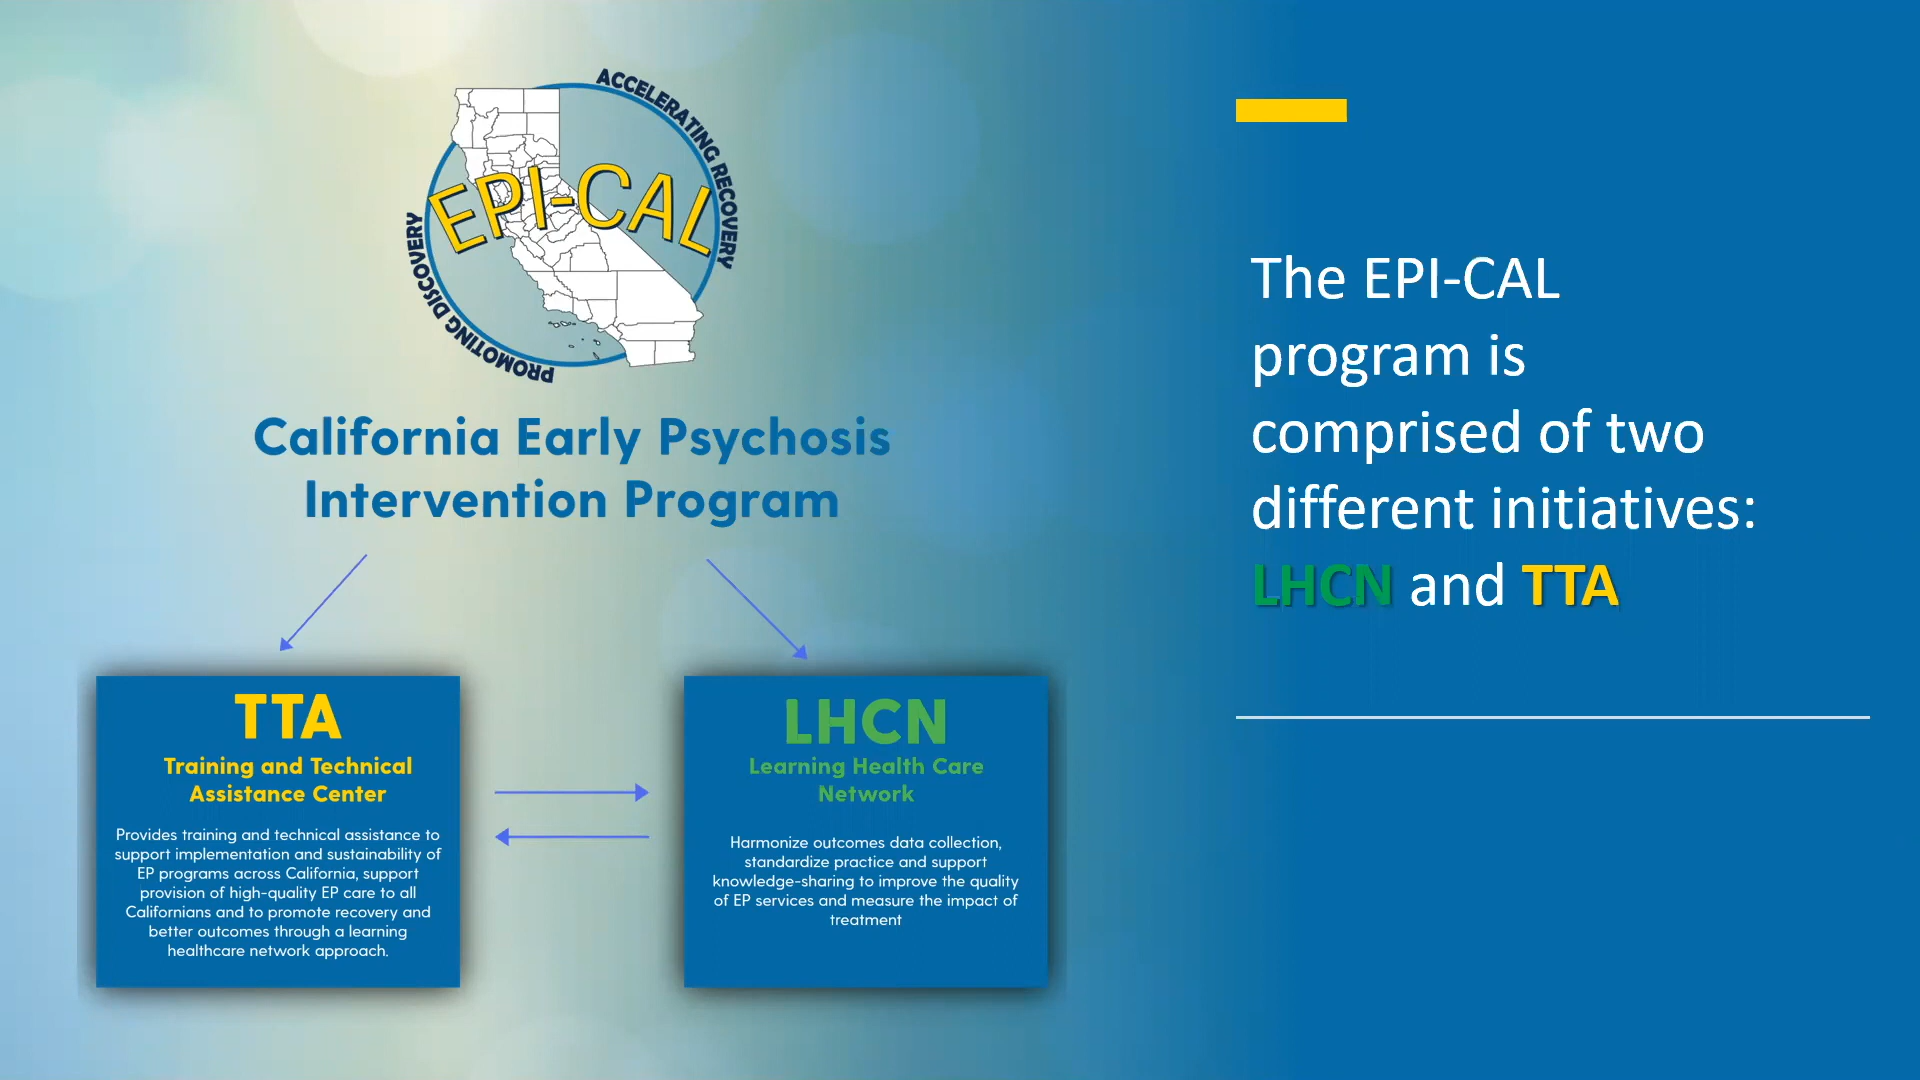 ACCELERATING RECOVERY
EPI-CAL
PROMOTING DISCOVERY
California Early Psychosis
Intervention Program
TTA
Training and Technical
Assistance Center
Provides training and technical assistance to
support implementation and sustainability of
EP programs across California, support
provision of high-quality EP care to all
Californians and to promote recovery and
better outcomes through a learning
healthcare network approach.
LHCN
Learning Health Care
Network
Harmonize outcomes data collection,
standardize practice and support
knowledge-sharing to improve the quality
of EP services and measure the impact of
treatment
The EPI-CAL
program is
comprised of two
different initiatives:
LHCN and TTA